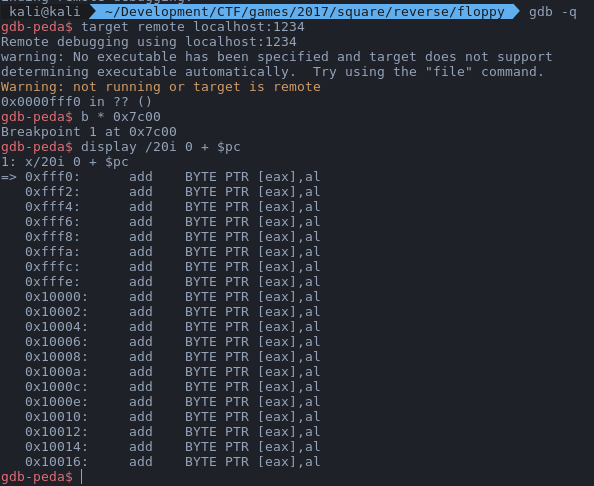 kali@kali ~/Development/CTF/games/2017/square/reverse/floppy gdb -q
gdb-peda$ target remote localhost:1234
Remote debugging using localhost:1234
warning: No executable has been specified and target does not support
determining executable automatically.  Try using the "file" command.
Warning: not running or target is remote
0x0000fff0 in ?? ()
gdb-peda$ b * 0x7c00
Breakpoint 1 at 0x7c00
gdb-peda$ display /20i 0 + $pc
1: x/20i 0 + $pc
=> 0xfff0:      add    BYTE PTR [eax],al
   0xfff2:      add    BYTE PTR [eax],al
   0xfff4:      add    BYTE PTR [eax],al
   0xfff6:      add    BYTE PTR [eax],al
   0xfff8:      add    BYTE PTR [eax],al
   0xfffa:      add    BYTE PTR [eax],al
   0xfffc:      add    BYTE PTR [eax],al
   0xfffe:      add    BYTE PTR [eax],al
   0x10000:     add    BYTE PTR [eax],al
   0x10002:     add    BYTE PTR [eax],al
   0x10004:     add    BYTE PTR [eax],al
   0x10006:     add    BYTE PTR [eax],al
   0x10008:     add    BYTE PTR [eax],al
   0x1000a:     add    BYTE PTR [eax],al
   0x1000c:     add    BYTE PTR [eax],al
   0x1000e:     add    BYTE PTR [eax],al
   0x10010:     add    BYTE PTR [eax],al
   0x10012:     add    BYTE PTR [eax],al
   0x10014:     add    BYTE PTR [eax],al
   0x10016:     add    BYTE PTR [eax],al
gdb-peda$